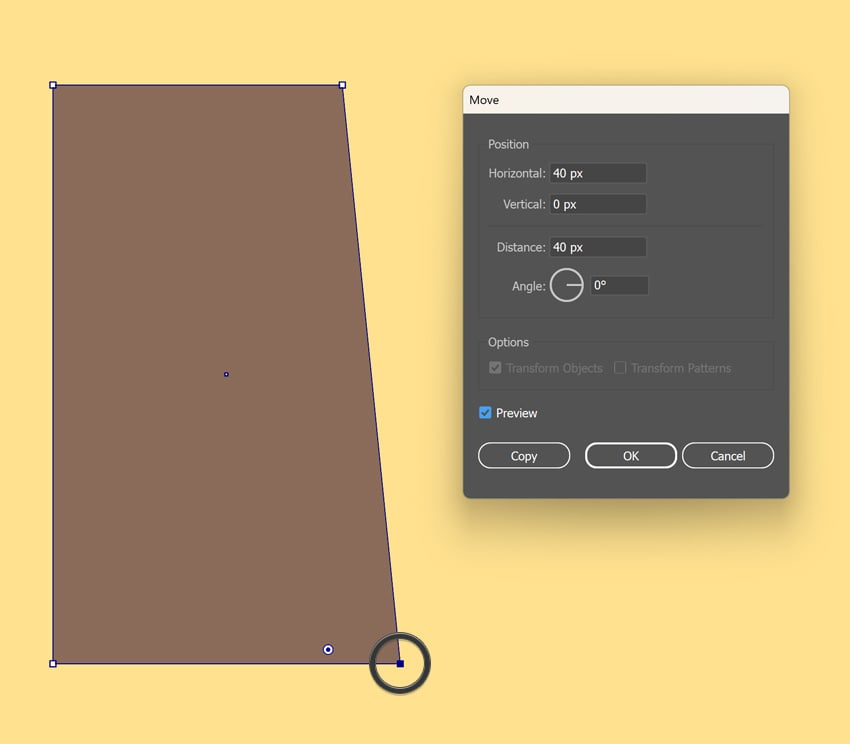 Move
Position
Horizontal: 40 px
Vertical: 0 px
Distance: 40 px
Angle: 0°
Options
Transform Objects Transform Patterns
Preview
Copy OK Cancel